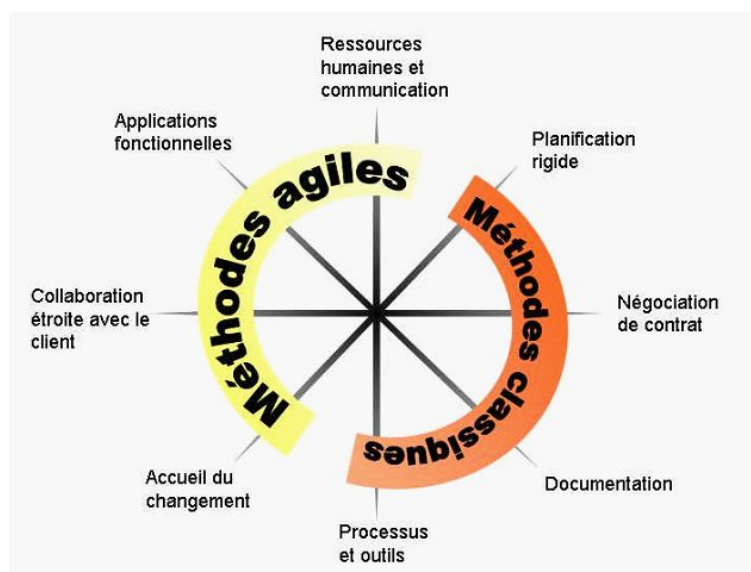 Ressources
humaines et
communication
Applications
fonctionnelles
Planification
rigide
Méthodes agiles
Méthodes classiques
Collaboration
étroite avec le
client
Négociation
de contrat
Accueil du
changement
Documentation
Processus
et outils